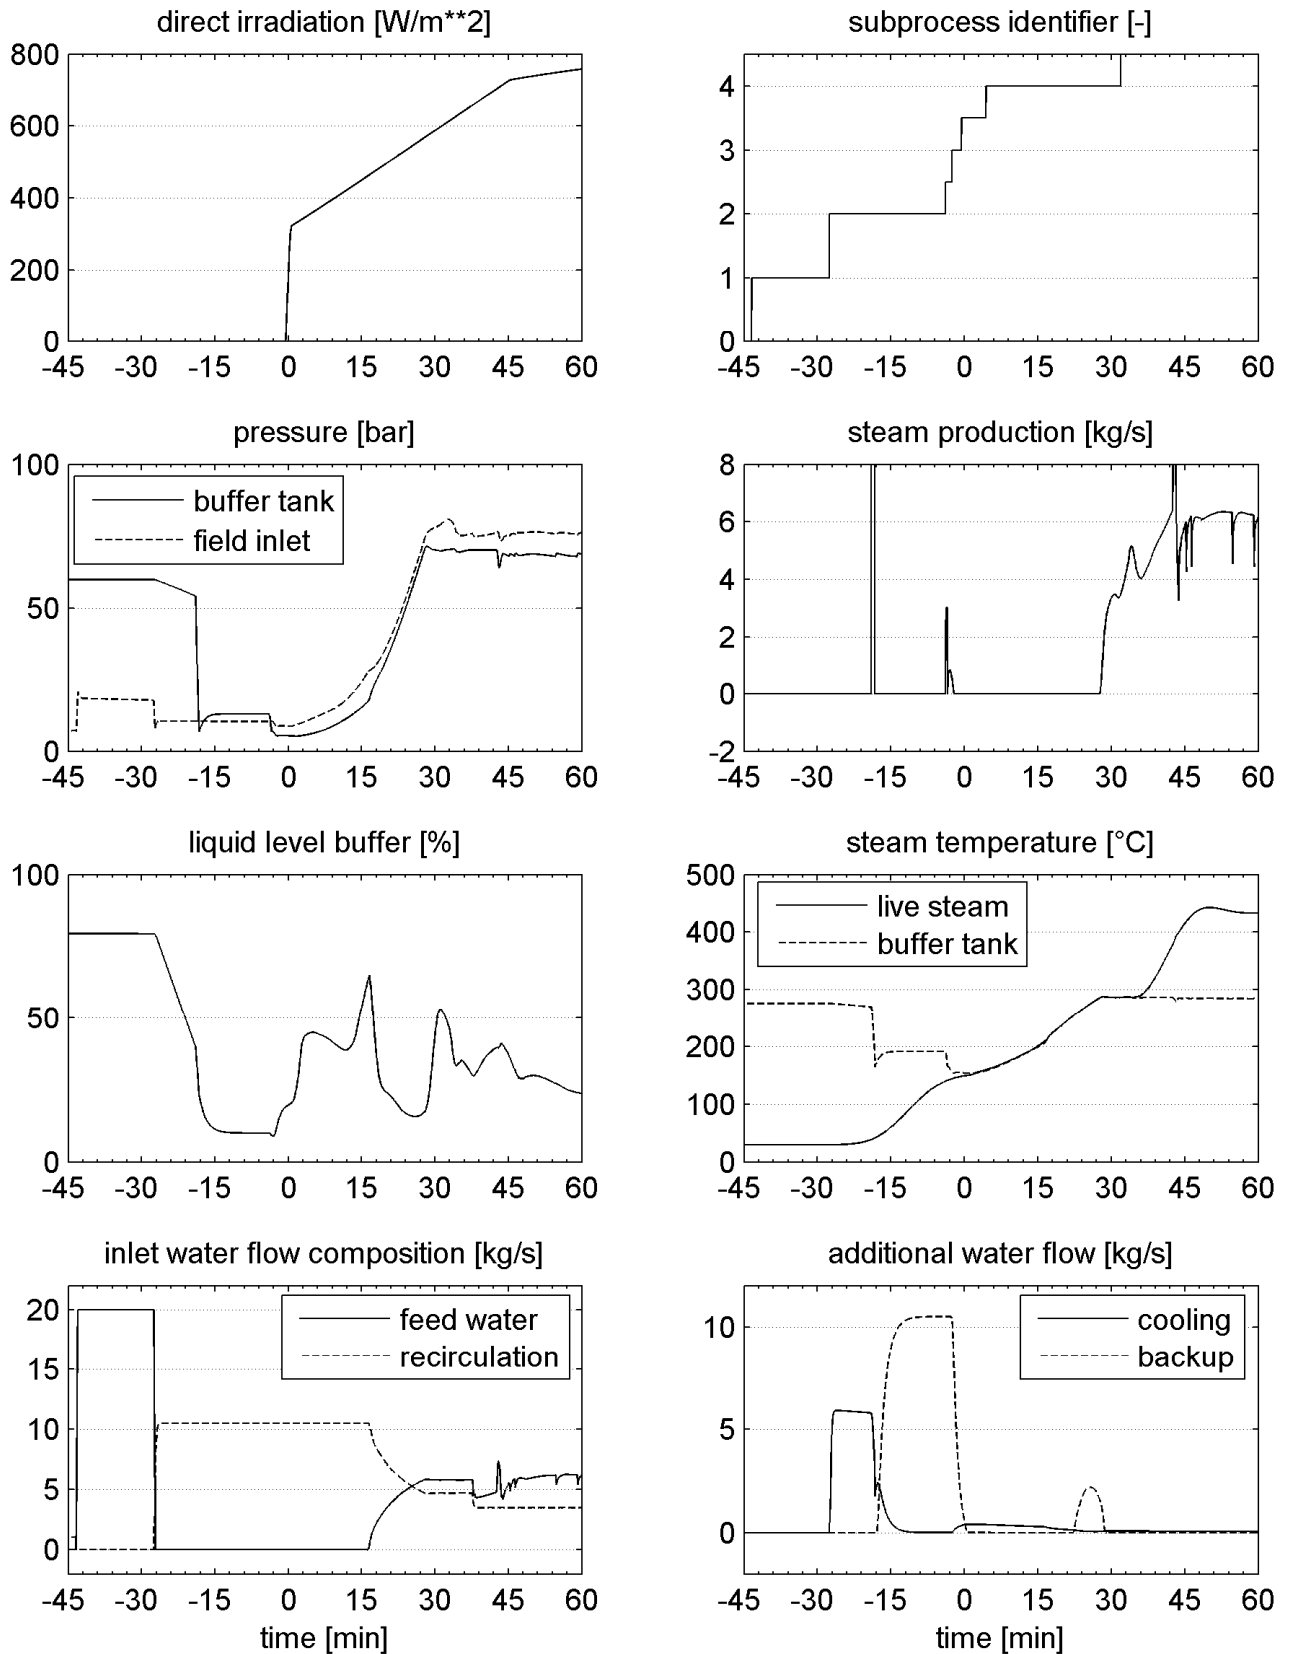 direct irradiation [W/m**2]
800
600
400
200
0
-45 -30 -15 0 15 30 45 60
subprocess identifier [-]
4
3
2
1
0
-45 -30 -15 0 15 30 45 60
pressure [bar]
100
50
0
buffer tank
field inlet
-45 -30 -15 0 15 30 45 60
steam production [kg/s]
8
6
4
2
0
-2
-45 -30 -15 0 15 30 45 60
liquid level buffer [%]
100
50
0
-45 -30 -15 0 15 30 45 60
steam temperature [°C]
500
400
300
200
100
0
live steam
buffer tank
-45 -30 -15 0 15 30 45 60
inlet water flow composition [kg/s]
20
15
10
5
0
feed water
recirculation
-45 -30 -15 0 15 30 45 60
time [min]
additional water flow [kg/s]
10
5
0
cooling
backup
-45 -30 -15 0 15 30 45 60
time [min]